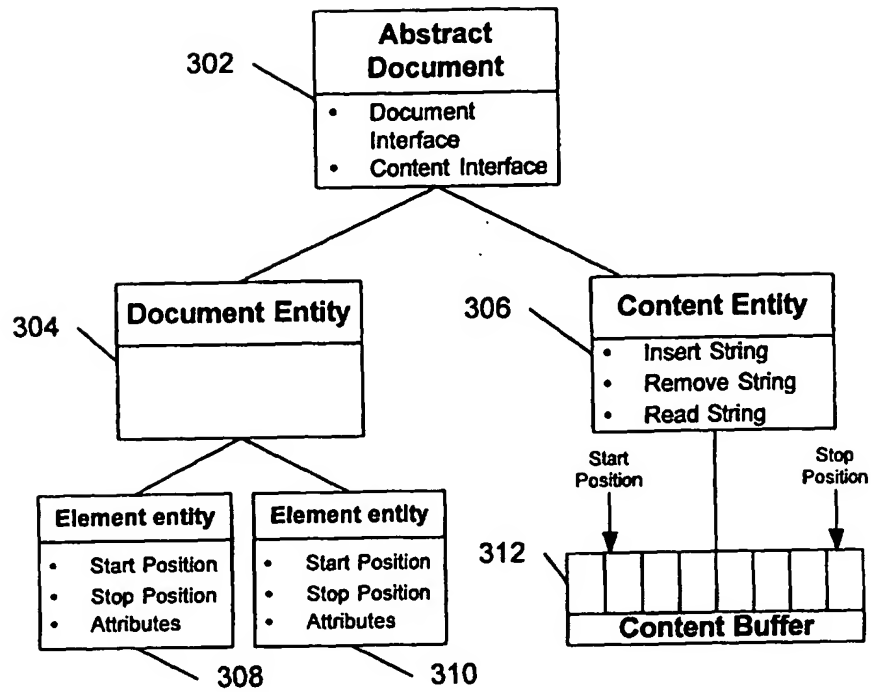 Abstract
Document
302
• Document
Interface
• Content Interface
Document Entity
304
Content Entity
306
• Insert String
• Remove String
• Read String
Start
Position
Stop
Position
Element entity
• Start Position
• Stop Position
• Attributes
308
Element entity
• Start Position
• Stop Position
• Attributes
310
312
Content Buffer